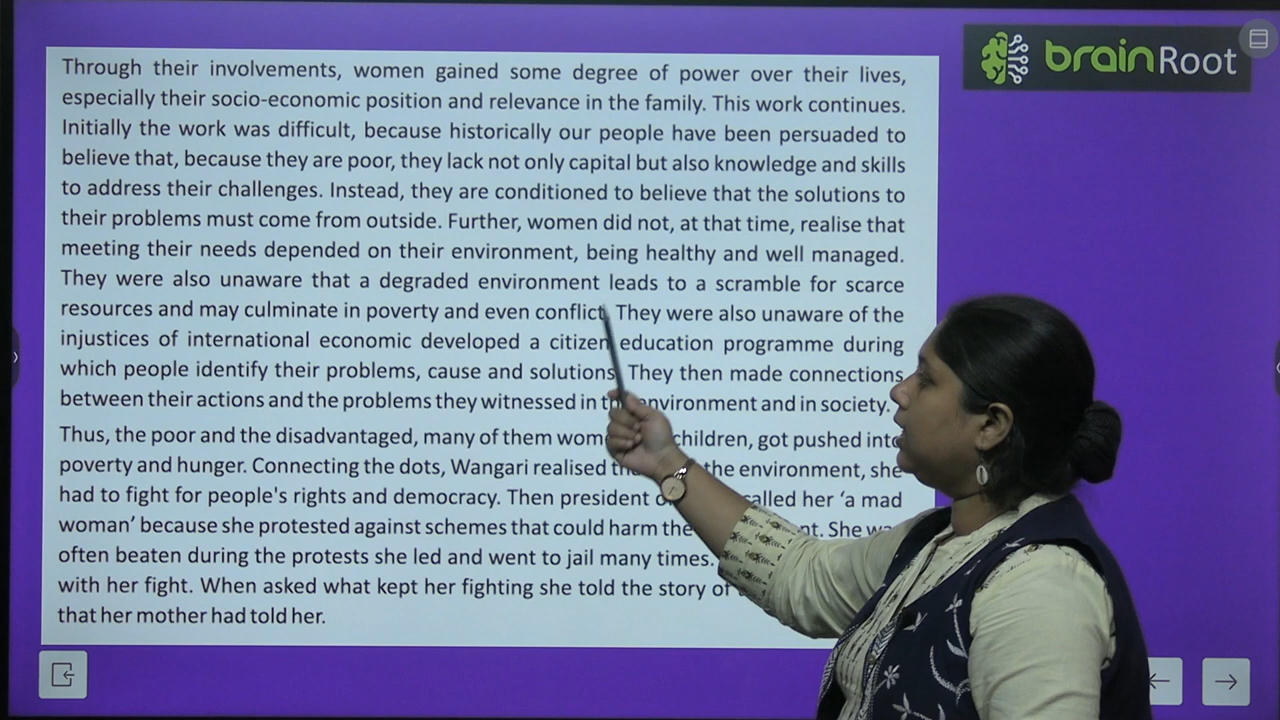 brainRoot
Through their involvements, women gained some degree of power over their lives,
especially their socio-economic position and relevance in the family. This work continues.
Initially the work was difficult, because historically our people have been persuaded to
believe that, because they are poor, they lack not only capital but also knowledge and skills
to address their challenges. Instead, they are conditioned to believe that the solutions to
their problems must come from outside. Further, women did not, at that time, realise that
meeting their needs depended on their environment, being healthy and well managed.
They were also unaware that a degraded environment leads to a scramble for scarce
resources and may culminate in poverty and even conflict. They were also unaware of the
injustices of international economic developed a citizen education programme during
which people identify their problems, cause and solutions. They then made connections
between their actions and the problems they witnessed in the environment and in society.
Thus, the poor and the disadvantaged, many of them children, got pushed into
poverty and hunger. Connecting the dots, Wangari realised the environment, she
had to fight for people's rights and democracy. Then president called her ‘a mad
woman’ because she protested against schemes that could harm the She was
often beaten during the protests she led and went to jail many times.
with her fight. When asked what kept her fighting she told the story of
that her mother had told her.